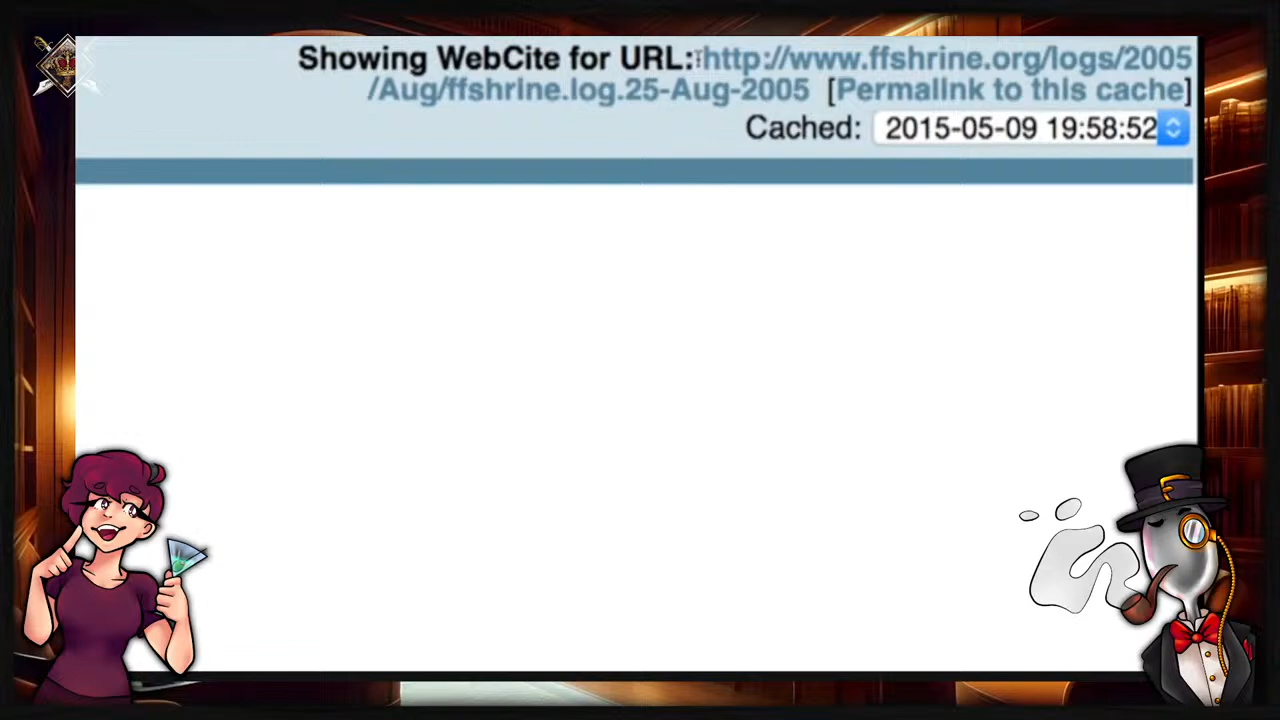 Showing WebCite for URL: http://www.ffshrine.org/logs/2005
/Aug/ffshrine.log.25-Aug-2005 [Permalink to this cache]
Cached: 2015-05-09 19:58:52